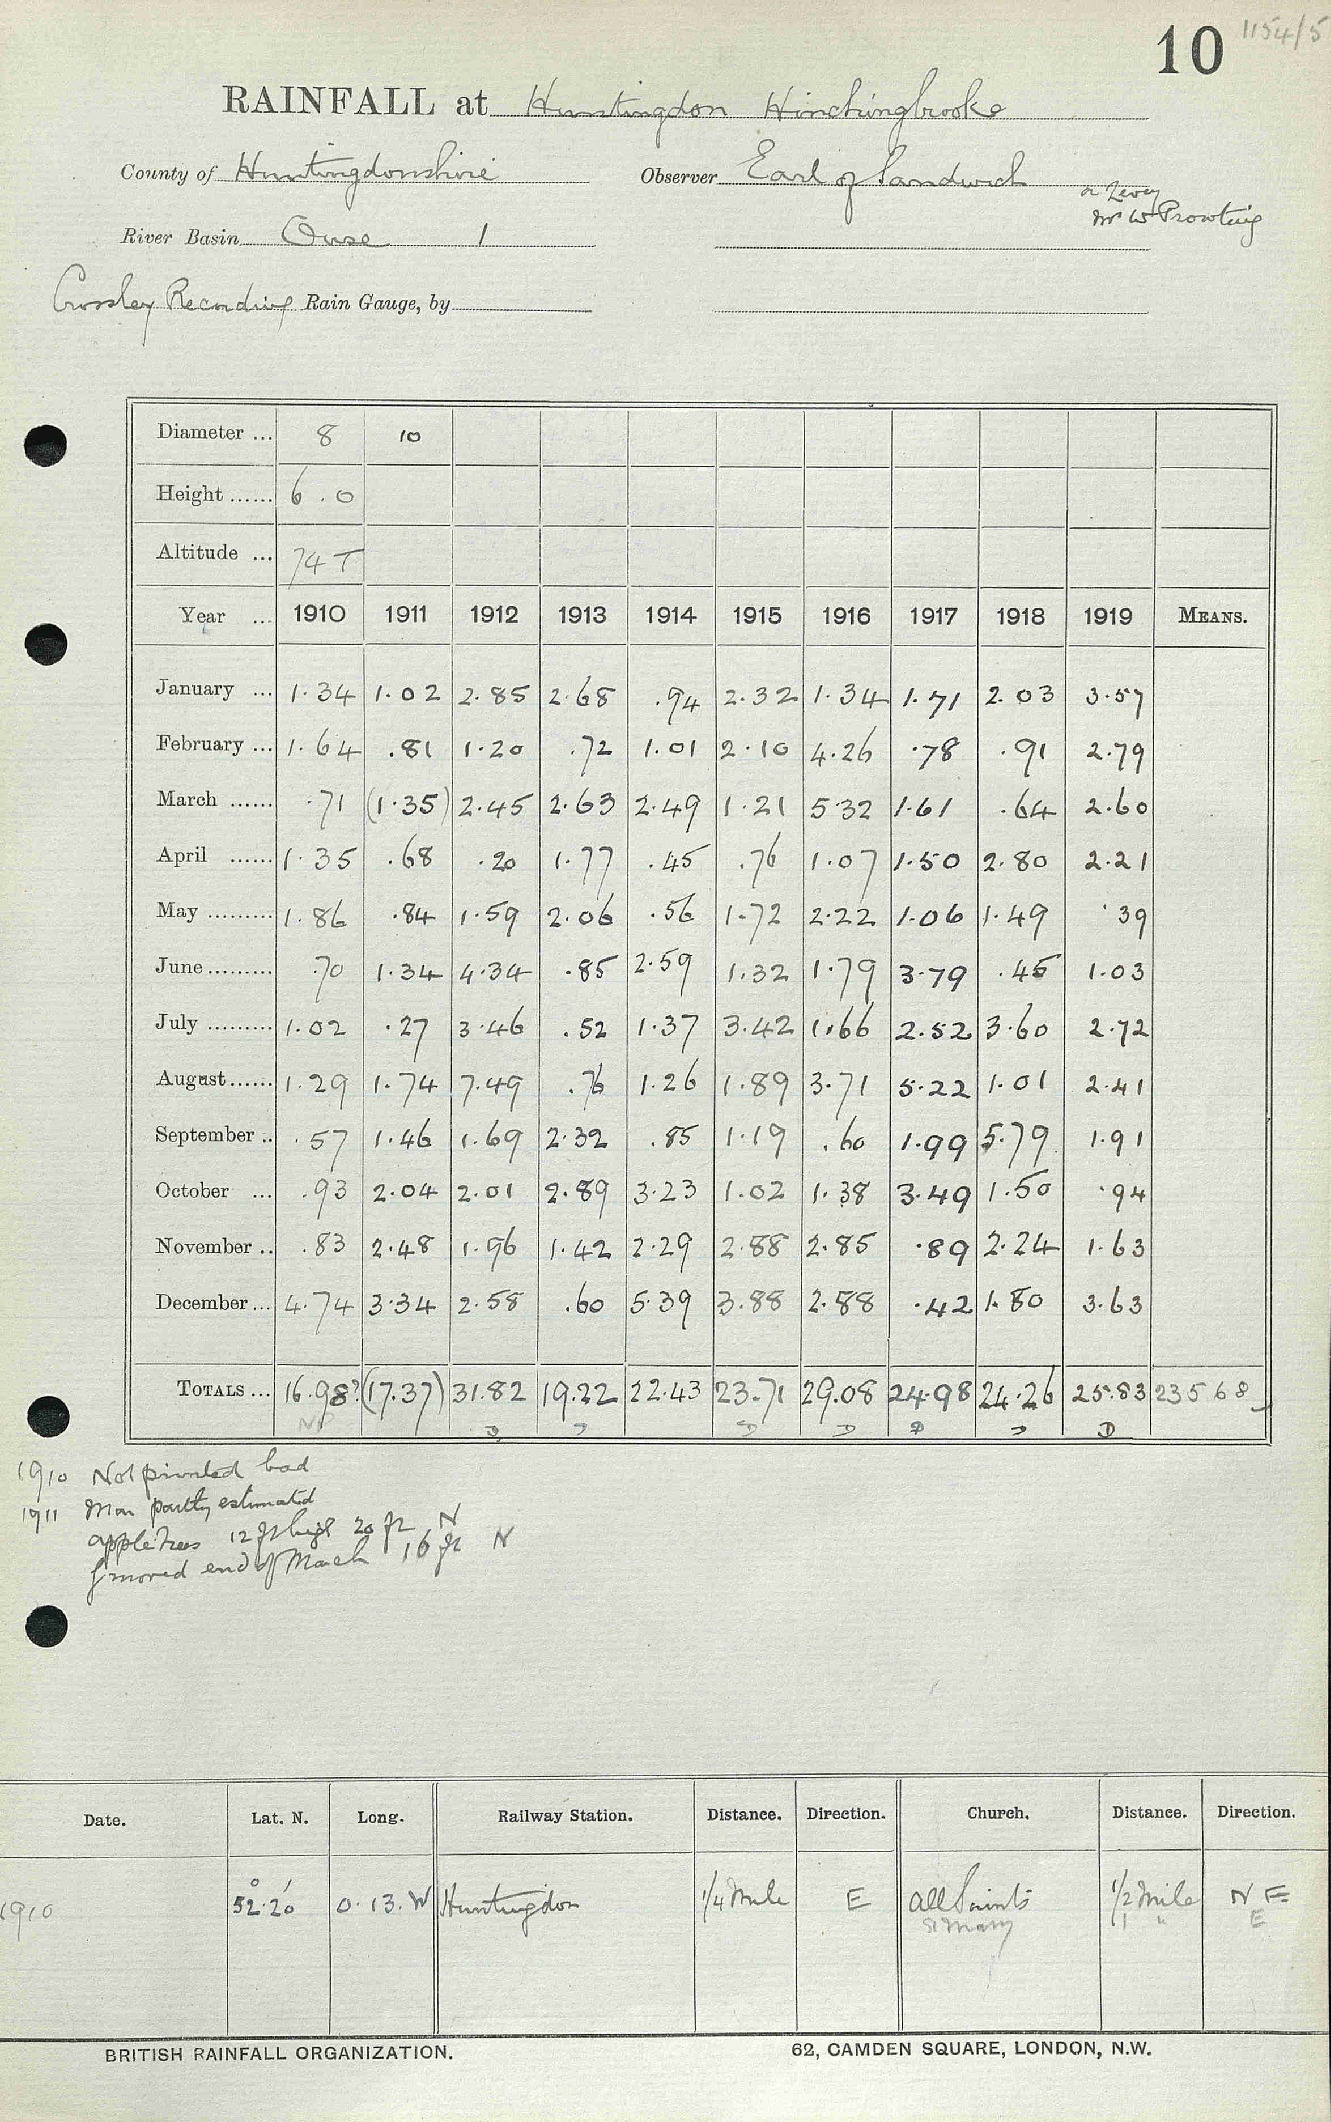 10 1154/5
RAINFALL at Huntingdon Hinchingbrooke
County of Huntingdonshire Observer Earl of Sandwich
Mr W Prowting
River Basin Ouse 1
Crossley Recording Rain Gauge, by
Diameter ... 8 10
Height ...... 6.0
Altitude ... 74 T
Year ... 1910 1911 1912 1913 1914 1915 1916 1917 1918 1919 MEANS.
January ... 1.34 1.02 2.85 2.68 .94 2.32 1.34 1.71 2.03 3.57
February ... 1.64 .81 1.20 .72 1.01 2.10 4.26 .78 .91 2.79
March ...... .71 (1.35) 2.45 2.63 2.49 1.21 5.32 1.61 .64 2.60
April ...... 1.35 .68 .20 1.77 .45 .76 1.07 1.50 2.80 2.21
May ......... 1.86 .84 1.59 2.06 .56 1.72 2.22 1.06 1.49 .39
June ......... .70 1.34 4.34 .85 2.59 1.32 1.79 3.79 .45 1.03
July ......... 1.02 .27 3.46 .52 1.37 3.42 1.66 2.52 3.60 2.72
August ...... 1.29 1.74 7.49 .76 1.26 1.89 3.71 5.22 1.01 2.41
September .. .57 1.46 1.69 2.32 .85 1.19 .60 1.99 5.79 1.91
October ... .93 2.04 2.01 2.89 3.23 1.02 1.38 3.49 1.50 .94
November .. .83 2.48 1.96 1.42 2.29 2.88 2.85 .89 2.24 1.63
December ... 4.74 3.34 2.58 .60 5.39 3.88 2.88 .42 1.80 3.63
TOTALS ... 16.98? (17.37) 31.82 19.22 22.43 23.71 29.08 24.98 24.26 25.83 23568
NP D D D D D D D
1910 Not printed bad
1911 Mar partly estimated
apple trees 12 ft high 20 ft N
moved end of March 16 ft N
Date. Lat. N. Long. Railway Station. Distance. Direction. Church. Distance. Direction.
1910 52° 20' 0.13.W Huntingdon 1/4 Mile E All Saints 1/2 Mile NE
St Mary 1 " E
BRITISH RAINFALL ORGANIZATION. 62, CAMDEN SQUARE, LONDON, N.W.